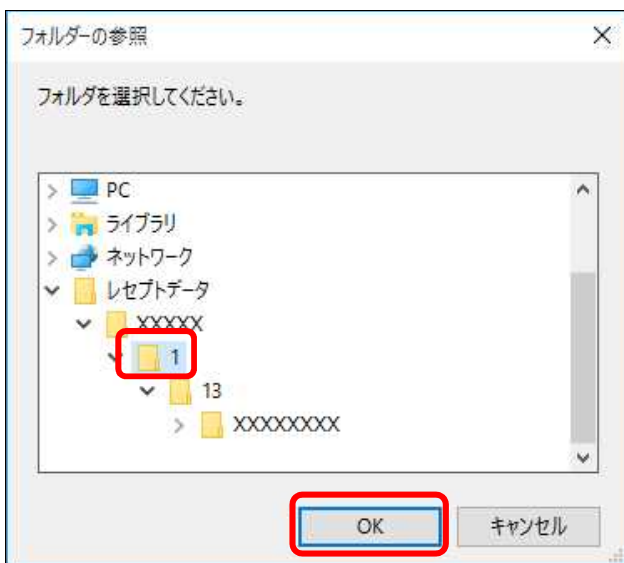 フォルダーの参照
フォルダを選択してください。
PC
ライブラリ
ネットワーク
レセプトデータ
XXXXX
1
13
XXXXXXXX
OK
キャンセル